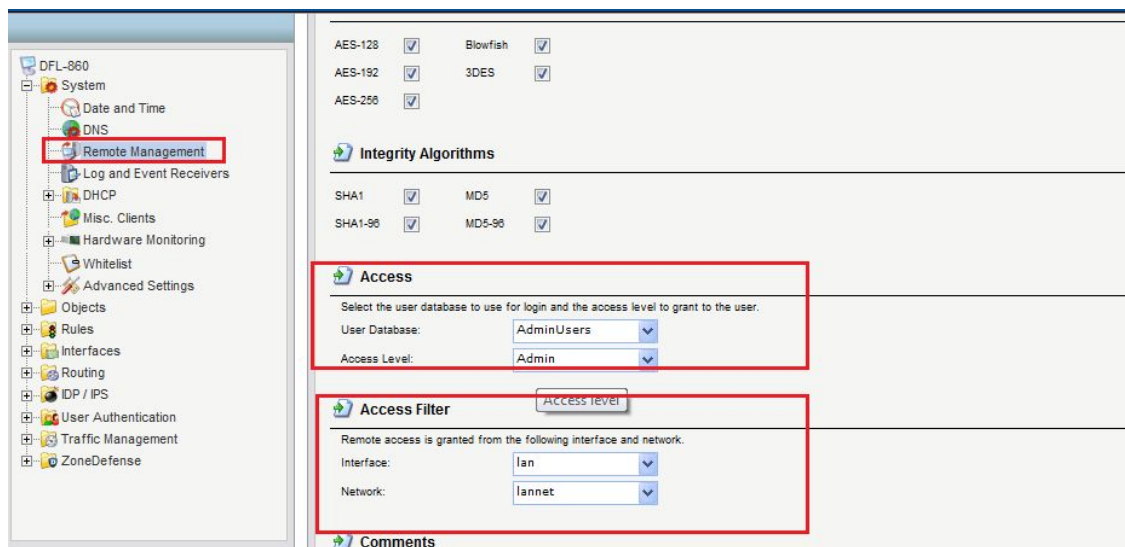 DFL-860
System
Date and Time
DNS
Remote Management
Log and Event Receivers
DHCP
Misc. Clients
Hardware Monitoring
Whitelist
Advanced Settings
Objects
Rules
Interfaces
Routing
IDP / IPS
User Authentication
Traffic Management
ZoneDefense
AES-128 Blowfish
AES-192 3DES
AES-256
Integrity Algorithms
SHA1 MD5
SHA1-96 MD5-96
Access
Select the user database to use for login and the access level to grant to the user.
User Database: AdminUsers
Access Level: Admin
Access level
Access Filter
Remote access is granted from the following interface and network.
Interface: lan
Network: lannet
Comments